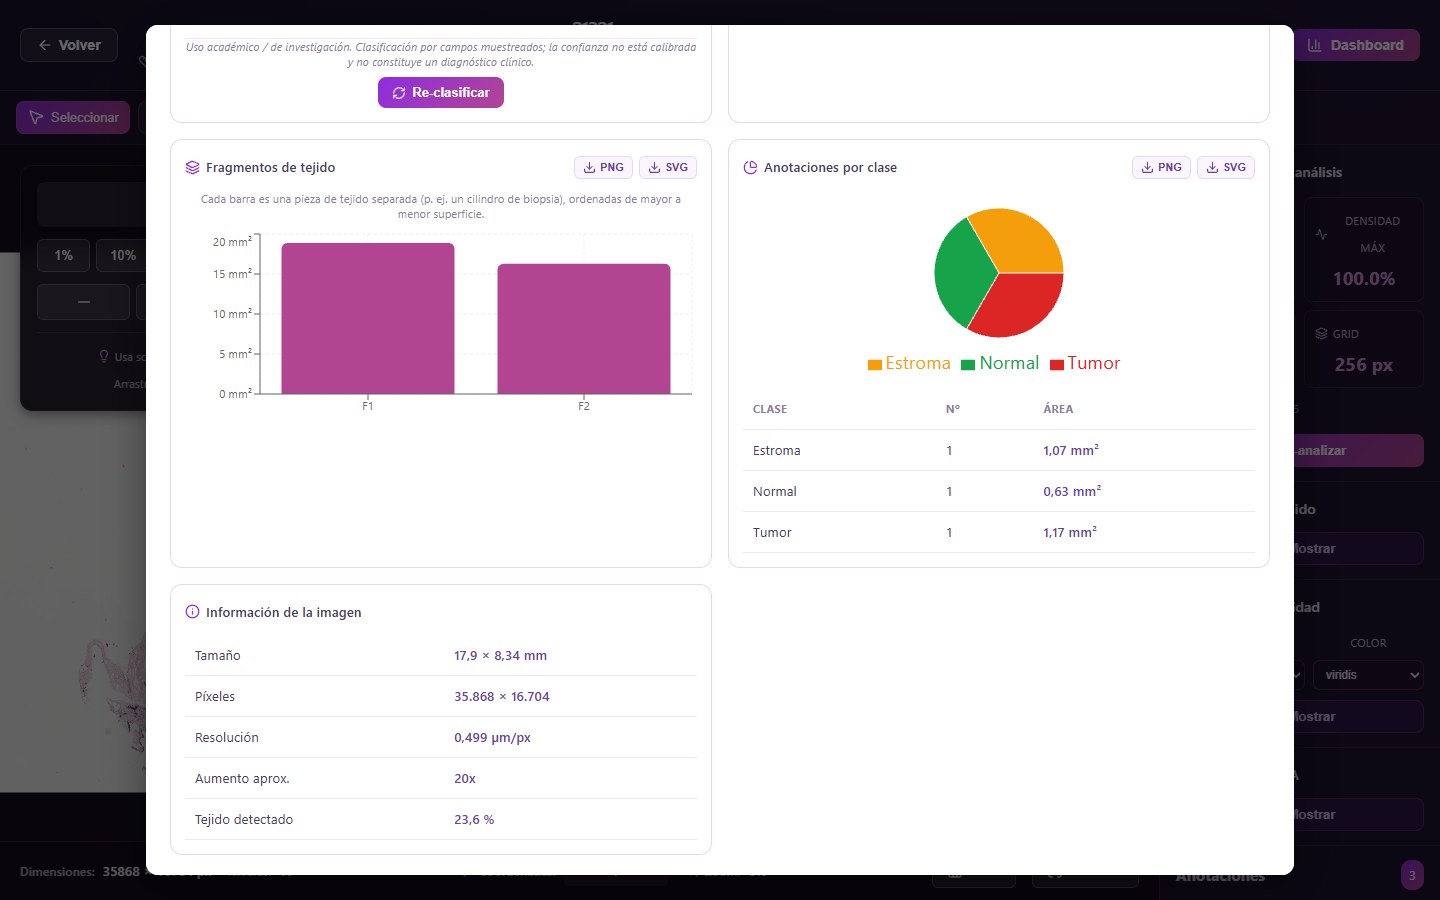 Volver
Dashboard
Seleccionar
Uso académico / de investigación. Clasificación por campos muestreados; la confianza no está calibrada
y no constituye un diagnóstico clínico.
Re-clasificar
Fragmentos de tejido
PNG
SVG
Cada barra es una pieza de tejido separada (p. ej. un cilindro de biopsia), ordenadas de mayor a
menor superficie.
20 mm²
15 mm²
10 mm²
5 mm²
0 mm²
F1
F2
Anotaciones por clase
PNG
SVG
Estroma
Normal
Tumor
CLASE Nº ÁREA
Estroma 1 1,07 mm²
Normal 1 0,63 mm²
Tumor 1 1,17 mm²
Información de la imagen
Tamaño 17,9 × 8,34 mm
Píxeles 35.868 × 16.704
Resolución 0,499 µm/px
Aumento aprox. 20x
Tejido detectado 23,6 %
1%
10%
Usa
análisis
DENSIDAD
MÁX
100.0%
GRID
256 px
-analizar
ido
Mostrar
dad
COLOR
viridis
Mostrar
Mostrar
Dimensiones: 35868
Anotaciones
3